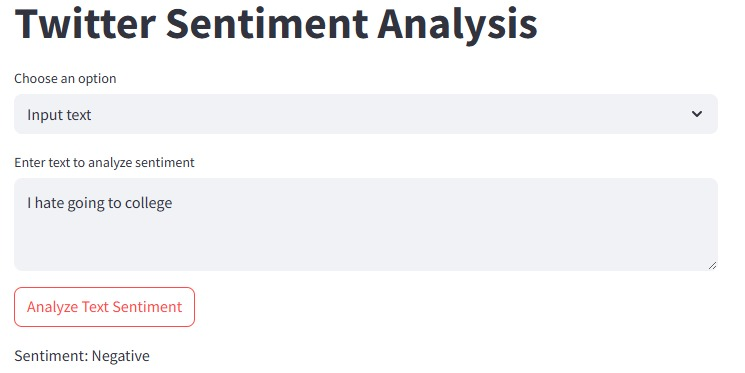 Twitter Sentiment Analysis
Choose an option
Input text
Enter text to analyze sentiment
I hate going to college
Analyze Text Sentiment
Sentiment: Negative